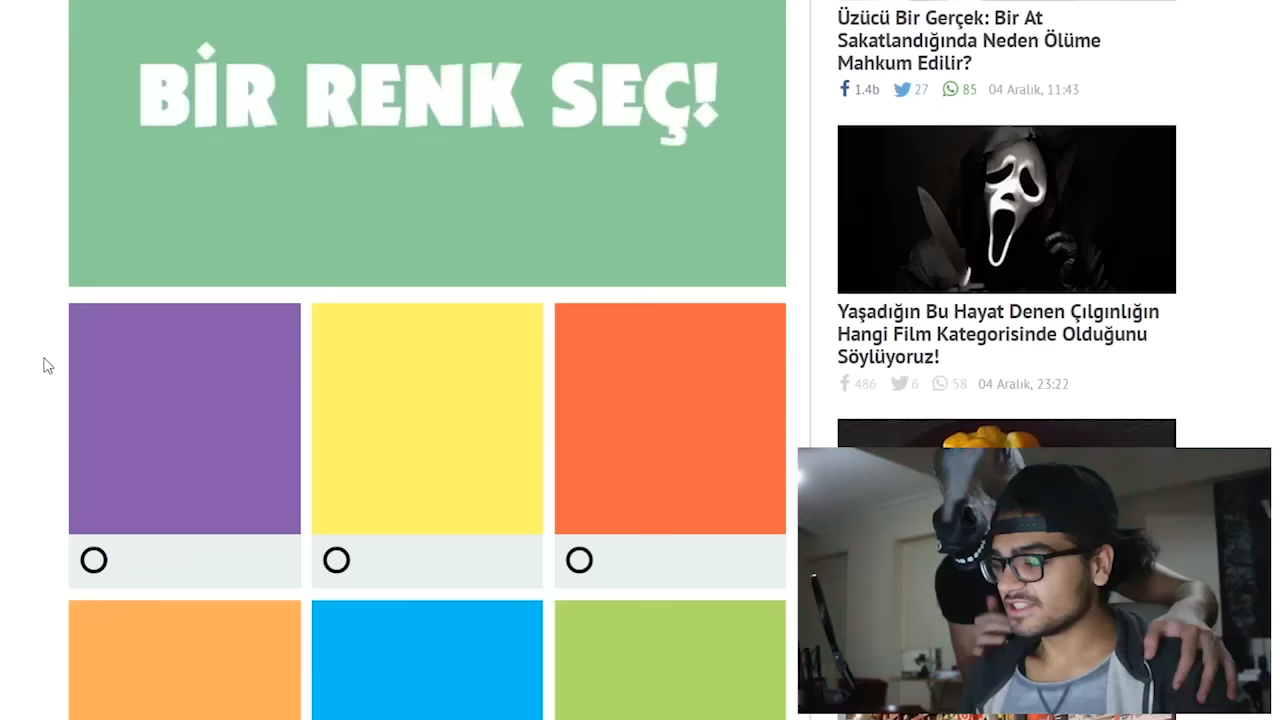 BİR RENK SEÇ!
Üzücü Bir Gerçek: Bir At
Sakatlandığında Neden Ölüme
Mahkum Edilir?
1.4b 27 85 04 Aralık, 11:43
Yaşadığın Bu Hayat Denen Çılgınlığın
Hangi Film Kategorisinde Olduğunu
Söylüyoruz!
486 6 58 04 Aralık, 23:22